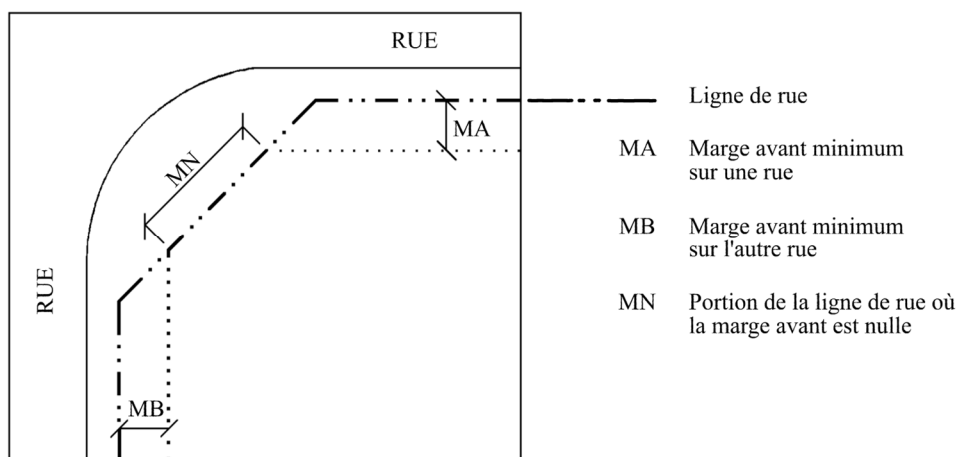 RUE
Ligne de rue
MA
MA Marge avant minimum
sur une rue
MN
MB Marge avant minimum
sur l'autre rue
RUE
MN Portion de la ligne de rue où
la marge avant est nulle
MB